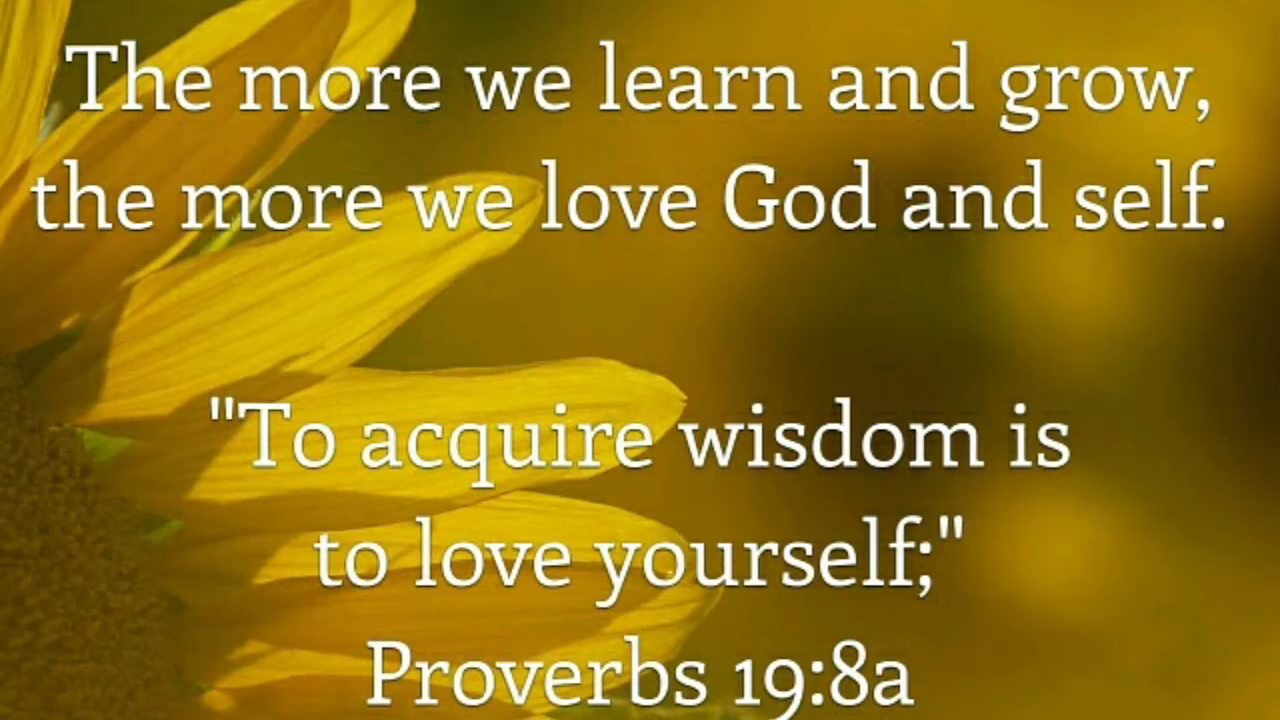 The more we learn and grow,
the more we love God and self.
"To acquire wisdom is
to love yourself;"
Proverbs 19:8a